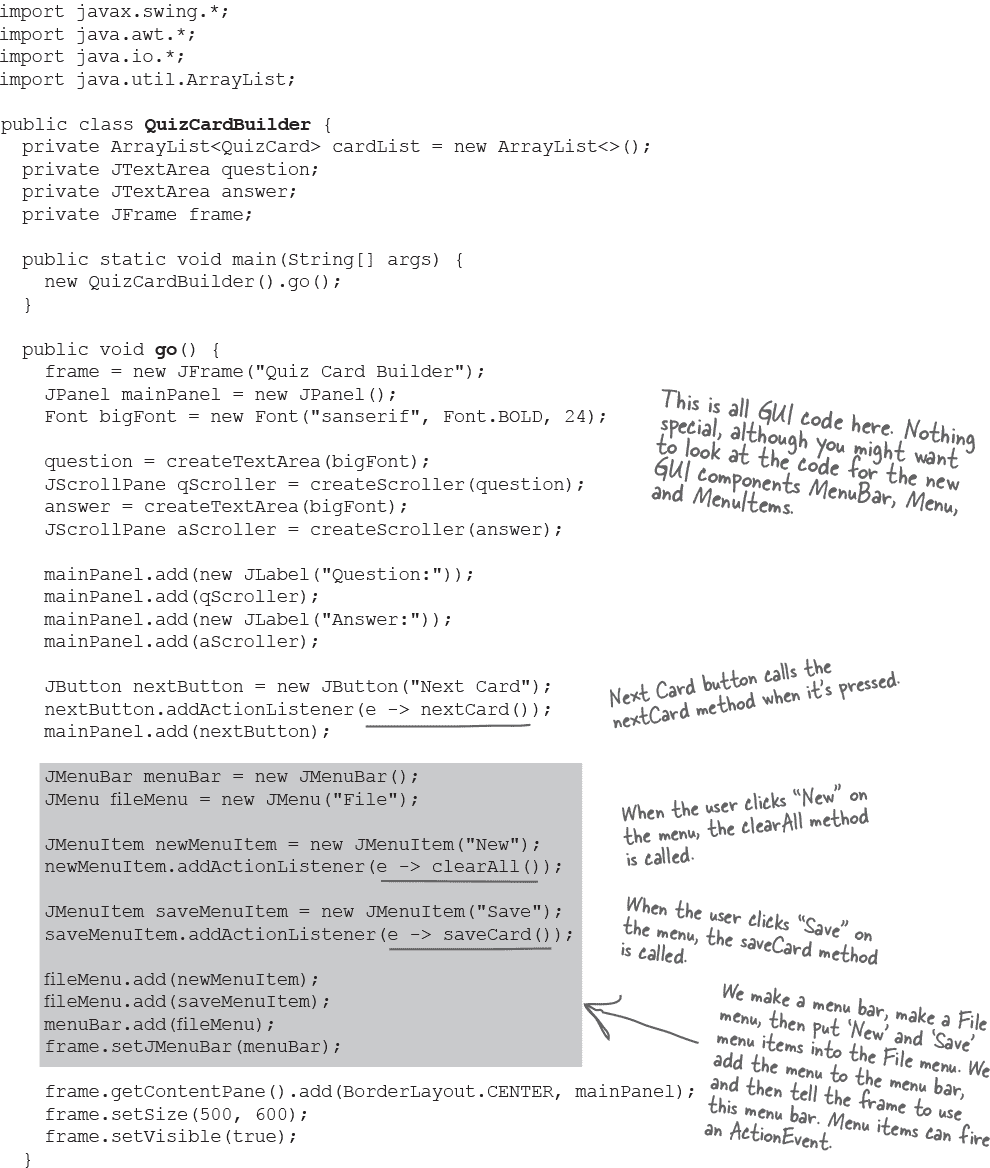 import javax.swing.*;
import java.awt.*;
import java.io.*;
import java.util.ArrayList;

public class QuizCardBuilder {
  private ArrayList<QuizCard> cardList = new ArrayList<>();
  private JTextArea question;
  private JTextArea answer;
  private JFrame frame;

  public static void main(String[] args) {
    new QuizCardBuilder().go();
  }

  public void go() {
    frame = new JFrame("Quiz Card Builder");
    JPanel mainPanel = new JPanel();
    Font bigFont = new Font("sanserif", Font.BOLD, 24);

    question = createTextArea(bigFont);
    JScrollPane qScroller = createScroller(question);
    answer = createTextArea(bigFont);
    JScrollPane aScroller = createScroller(answer);

    mainPanel.add(new JLabel("Question:"));
    mainPanel.add(qScroller);
    mainPanel.add(new JLabel("Answer:"));
    mainPanel.add(aScroller);

    JButton nextButton = new JButton("Next Card");
    nextButton.addActionListener(e -> nextCard());
    mainPanel.add(nextButton);

    JMenuBar menuBar = new JMenuBar();
    JMenu fileMenu = new JMenu("File");

    JMenuItem newMenuItem = new JMenuItem("New");
    newMenuItem.addActionListener(e -> clearAll());

    JMenuItem saveMenuItem = new JMenuItem("Save");
    saveMenuItem.addActionListener(e -> saveCard());

    fileMenu.add(newMenuItem);
    fileMenu.add(saveMenuItem);
    menuBar.add(fileMenu);
    frame.setJMenuBar(menuBar);

    frame.getContentPane().add(BorderLayout.CENTER, mainPanel);
    frame.setSize(500, 600);
    frame.setVisible(true);
  }

This is all GUI code here. Nothing
special, although you might want
to look at the code for the new
GUI components MenuBar, Menu,
and MenuItems.

Next Card button calls the
nextCard method when it's pressed.

When the user clicks "New" on
the menu, the clearAll method
is called.

When the user clicks "Save" on
the menu, the saveCard method
is called.

We make a menu bar, make a File
menu, then put 'New' and 'Save'
menu items into the File menu. We
add the menu to the menu bar,
and then tell the frame to use
this menu bar. Menu items can fire
an ActionEvent.